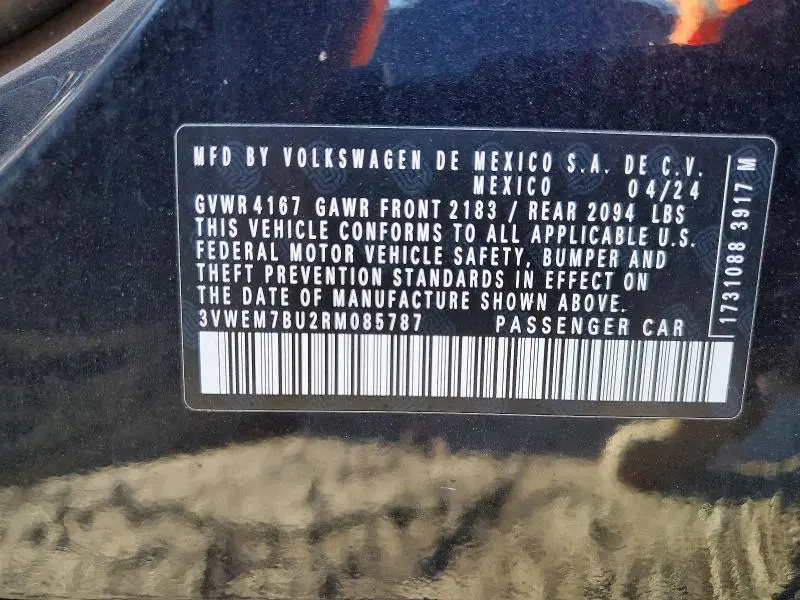 MFD BY VOLKSWAGEN DE MEXICO S.A. DE C.V.
MEXICO 04/24
GVWR 4167 GAWR FRONT 2183 / REAR 2094 LBS
THIS VEHICLE CONFORMS TO ALL APPLICABLE U.S.
FEDERAL MOTOR VEHICLE SAFETY, BUMPER AND
THEFT PREVENTION STANDARDS IN EFFECT ON
THE DATE OF MANUFACTURE SHOWN ABOVE.
3VWEM7BU2RM085787 PASSENGER CAR
1731088 3917 M